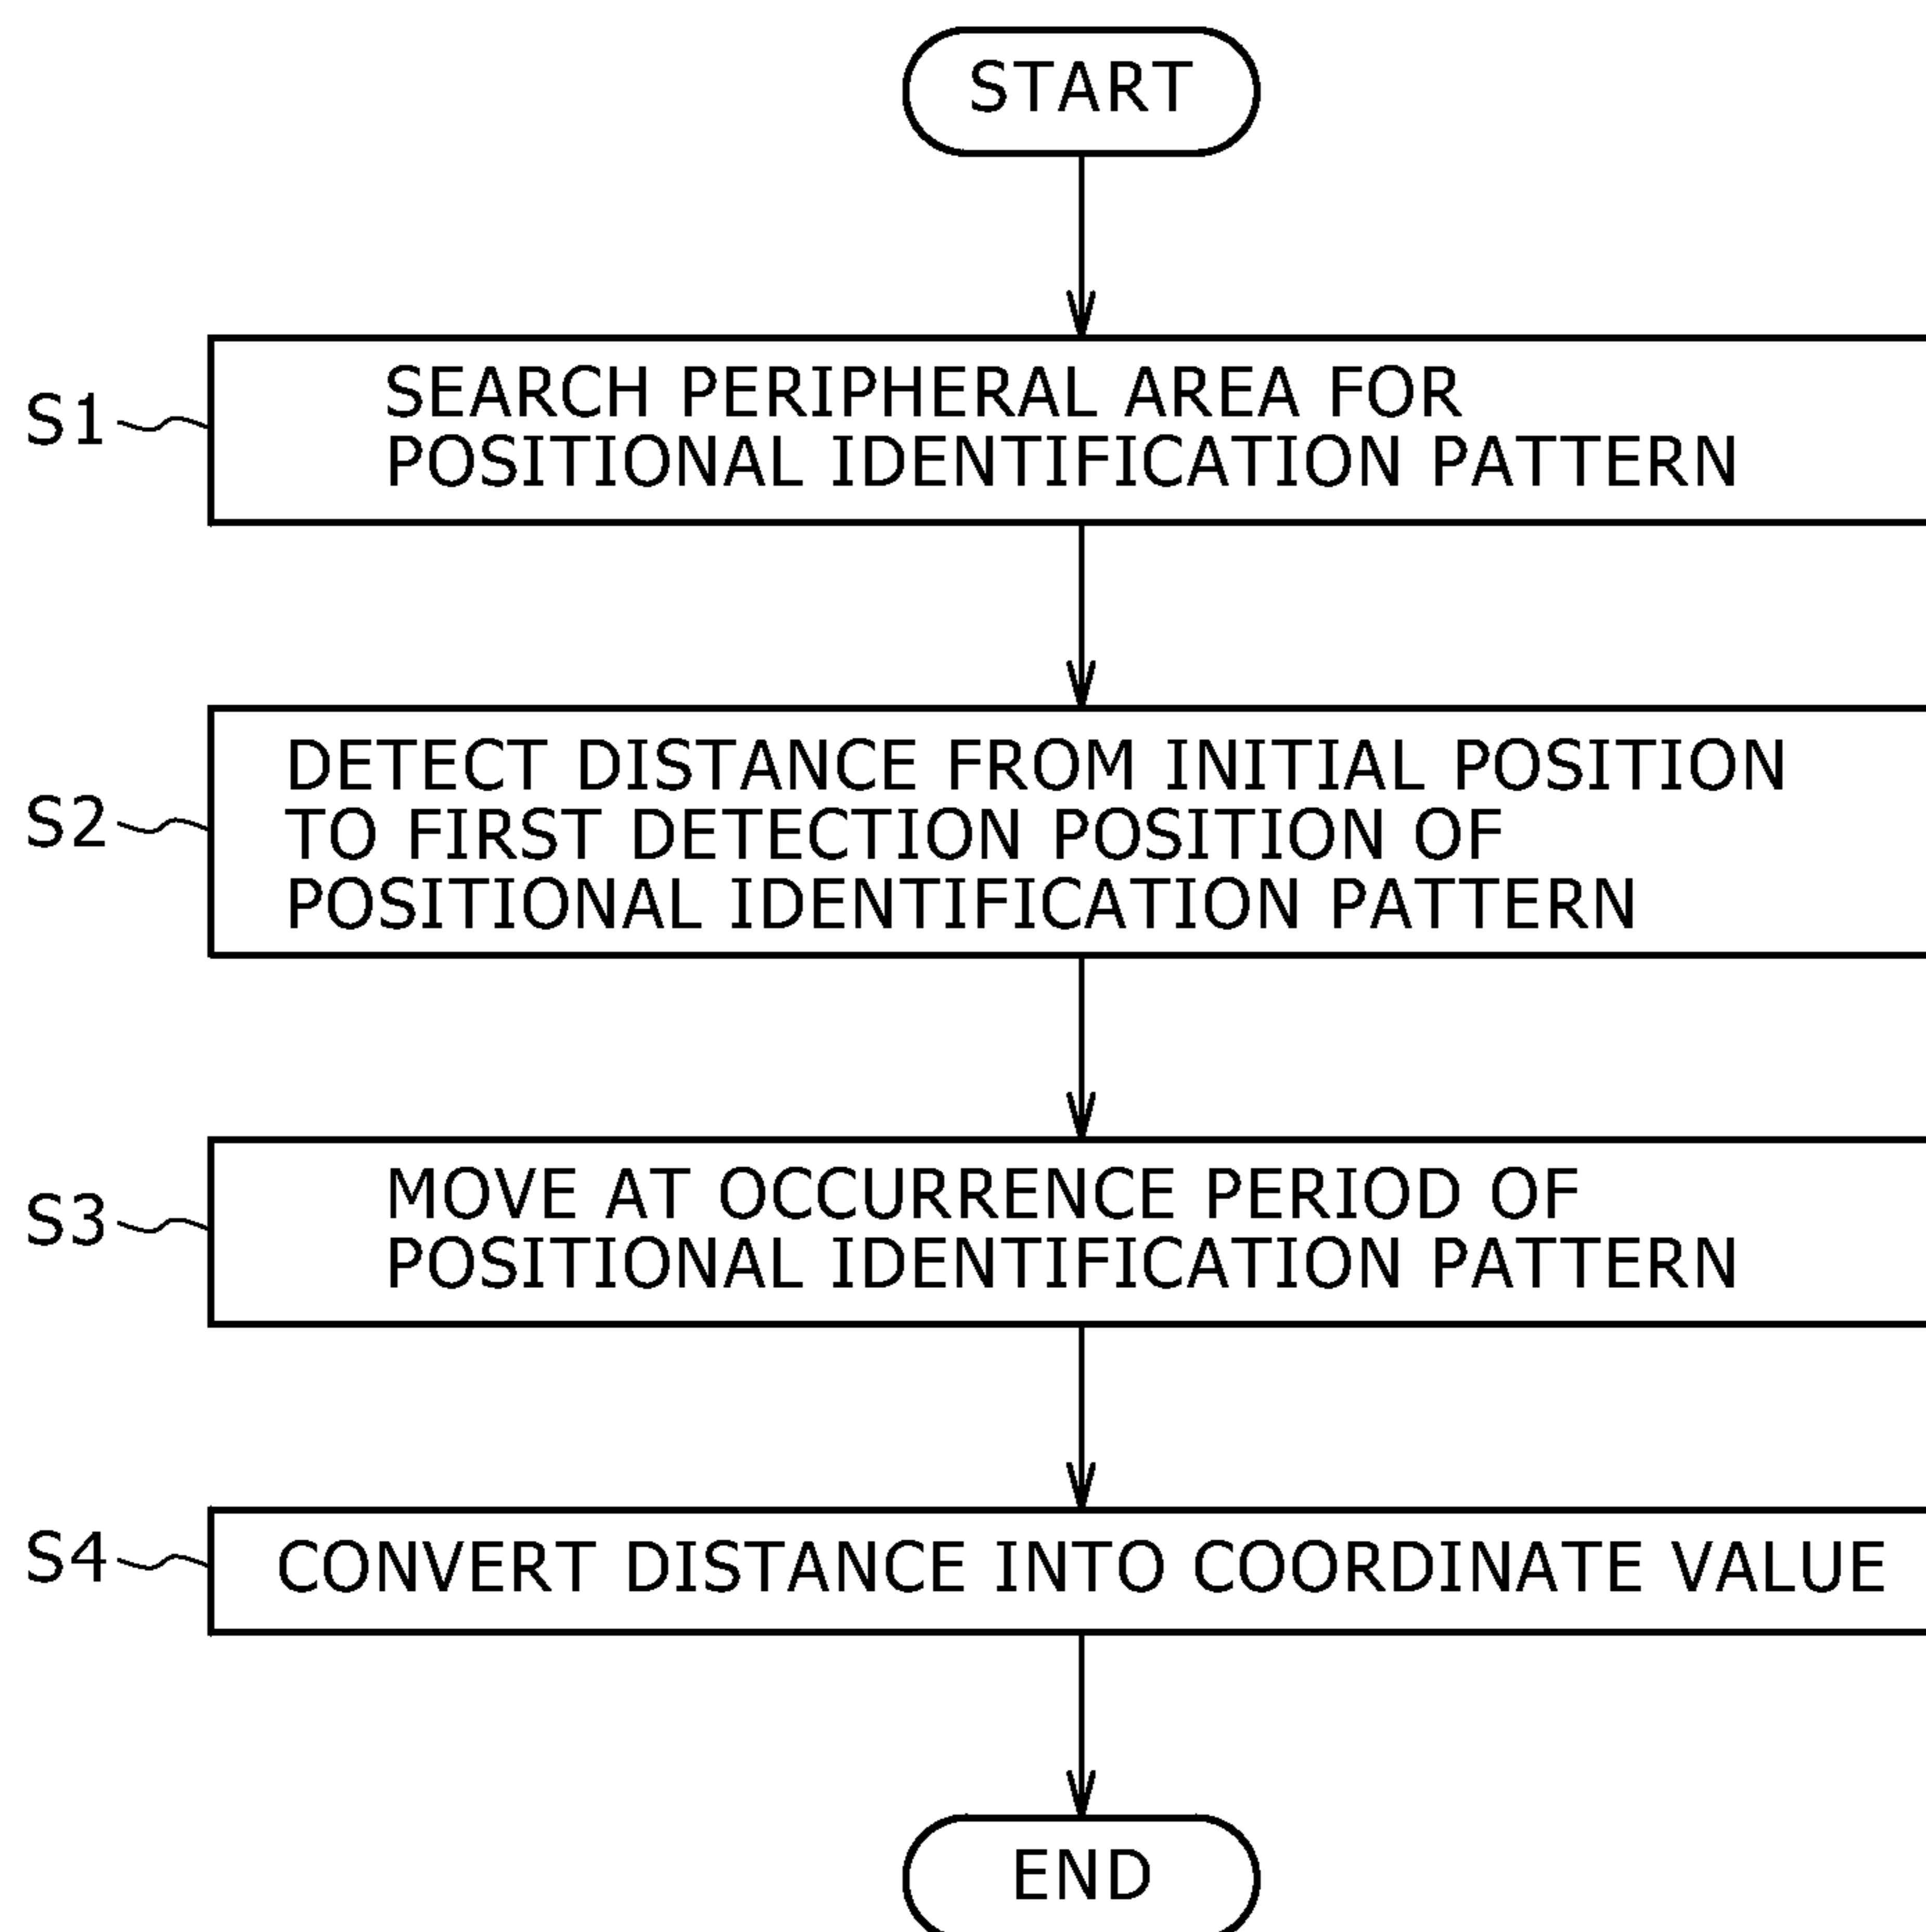 START
S1
SEARCH PERIPHERAL AREA FOR
POSITIONAL IDENTIFICATION PATTERN
S2
DETECT DISTANCE FROM INITIAL POSITION
TO FIRST DETECTION POSITION OF
POSITIONAL IDENTIFICATION PATTERN
S3
MOVE AT OCCURRENCE PERIOD OF
POSITIONAL IDENTIFICATION PATTERN
S4
CONVERT DISTANCE INTO COORDINATE VALUE
END